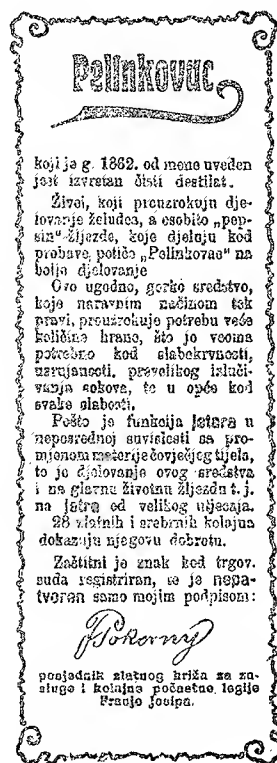 Pelinkovac
koji je g. 1862. od mene uveden
jest izvrstan čisti destilat.
Živci, koji prouzrokuju dje-
lovanje želudca, a osobito „pep-
sin“-žljezde, koje djeluju kod
probave, potiče „Pelinkovac“ na
bolje djelovanje
Ovo ugodno, gorko sredstvo,
koje naravnim načinom tek
pravi, prouzrokuje potrebu veće
količine hrane, što je veoma
potrebno kod slabokrvnosti,
uzrujanosti, prevelikog izluči-
vanja sokova, te u opće kod
svake slabosti.
Pošto je funkcija jetara u
neposrednoj suvislosti sa pro-
mjenom materije čovječjeg tijela,
to je djelovanje ovog sredstva
i na glavnu životnu žljezdu t. j.
na jetra od velikog utjecaja.
28 zlatnih i srebrnih kolajna
dokazuju njegovu dobrotu.
Zaštitni je znak kod trgov.
suda registriran, te je nepa-
tvoren samo mojim podpisom:
Pokorny
posjednik zlatnog križa za za-
sluge i kolajne počastne legije
Franje Josipa.